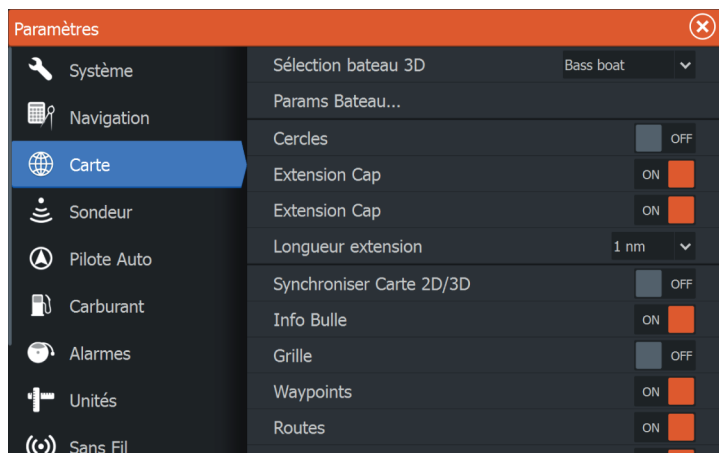 Paramètres
Système
Navigation
Carte
Sondeur
Pilote Auto
Carburant
Alarmes
Unités
Sans Fil
Sélection bateau 3D Bass boat
Params Bateau...
Cercles OFF
Extension Cap ON
Extension Cap ON
Longueur extension 1 nm
Synchroniser Carte 2D/3D OFF
Info Bulle ON
Grille OFF
Waypoints ON
Routes ON